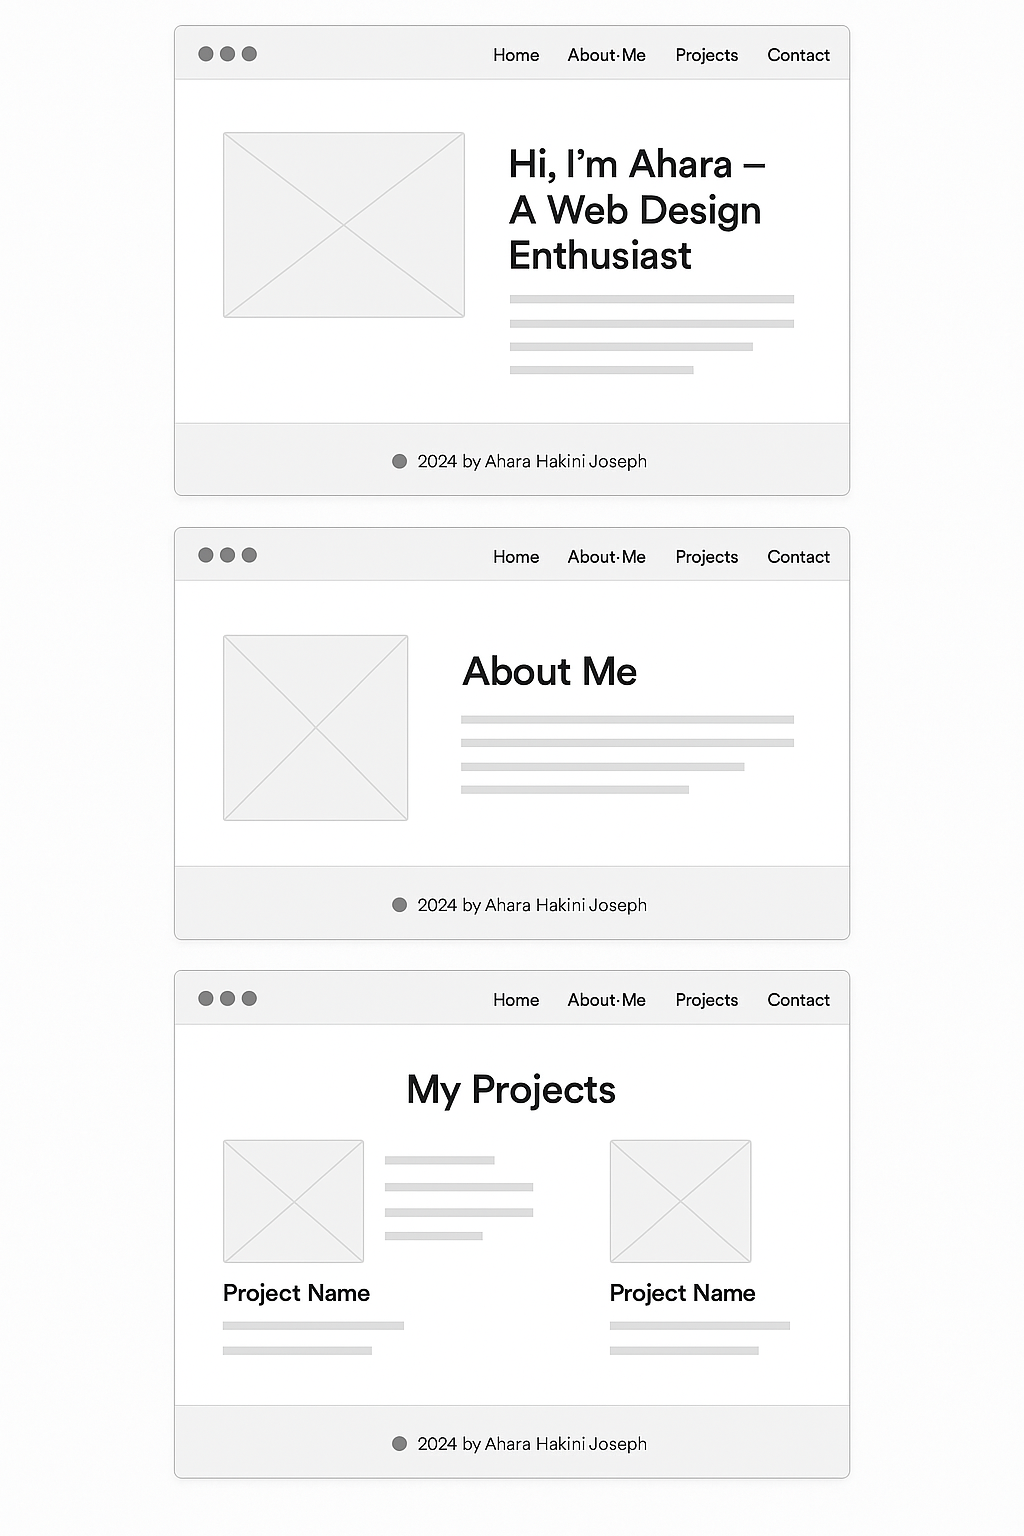 Home About·Me Projects Contact
Hi, I'm Ahara –
A Web Design
Enthusiast
2024 by Ahara Hakini Joseph
Home About·Me Projects Contact
About Me
2024 by Ahara Hakini Joseph
Home About·Me Projects Contact
My Projects
Project Name
Project Name
2024 by Ahara Hakini Joseph